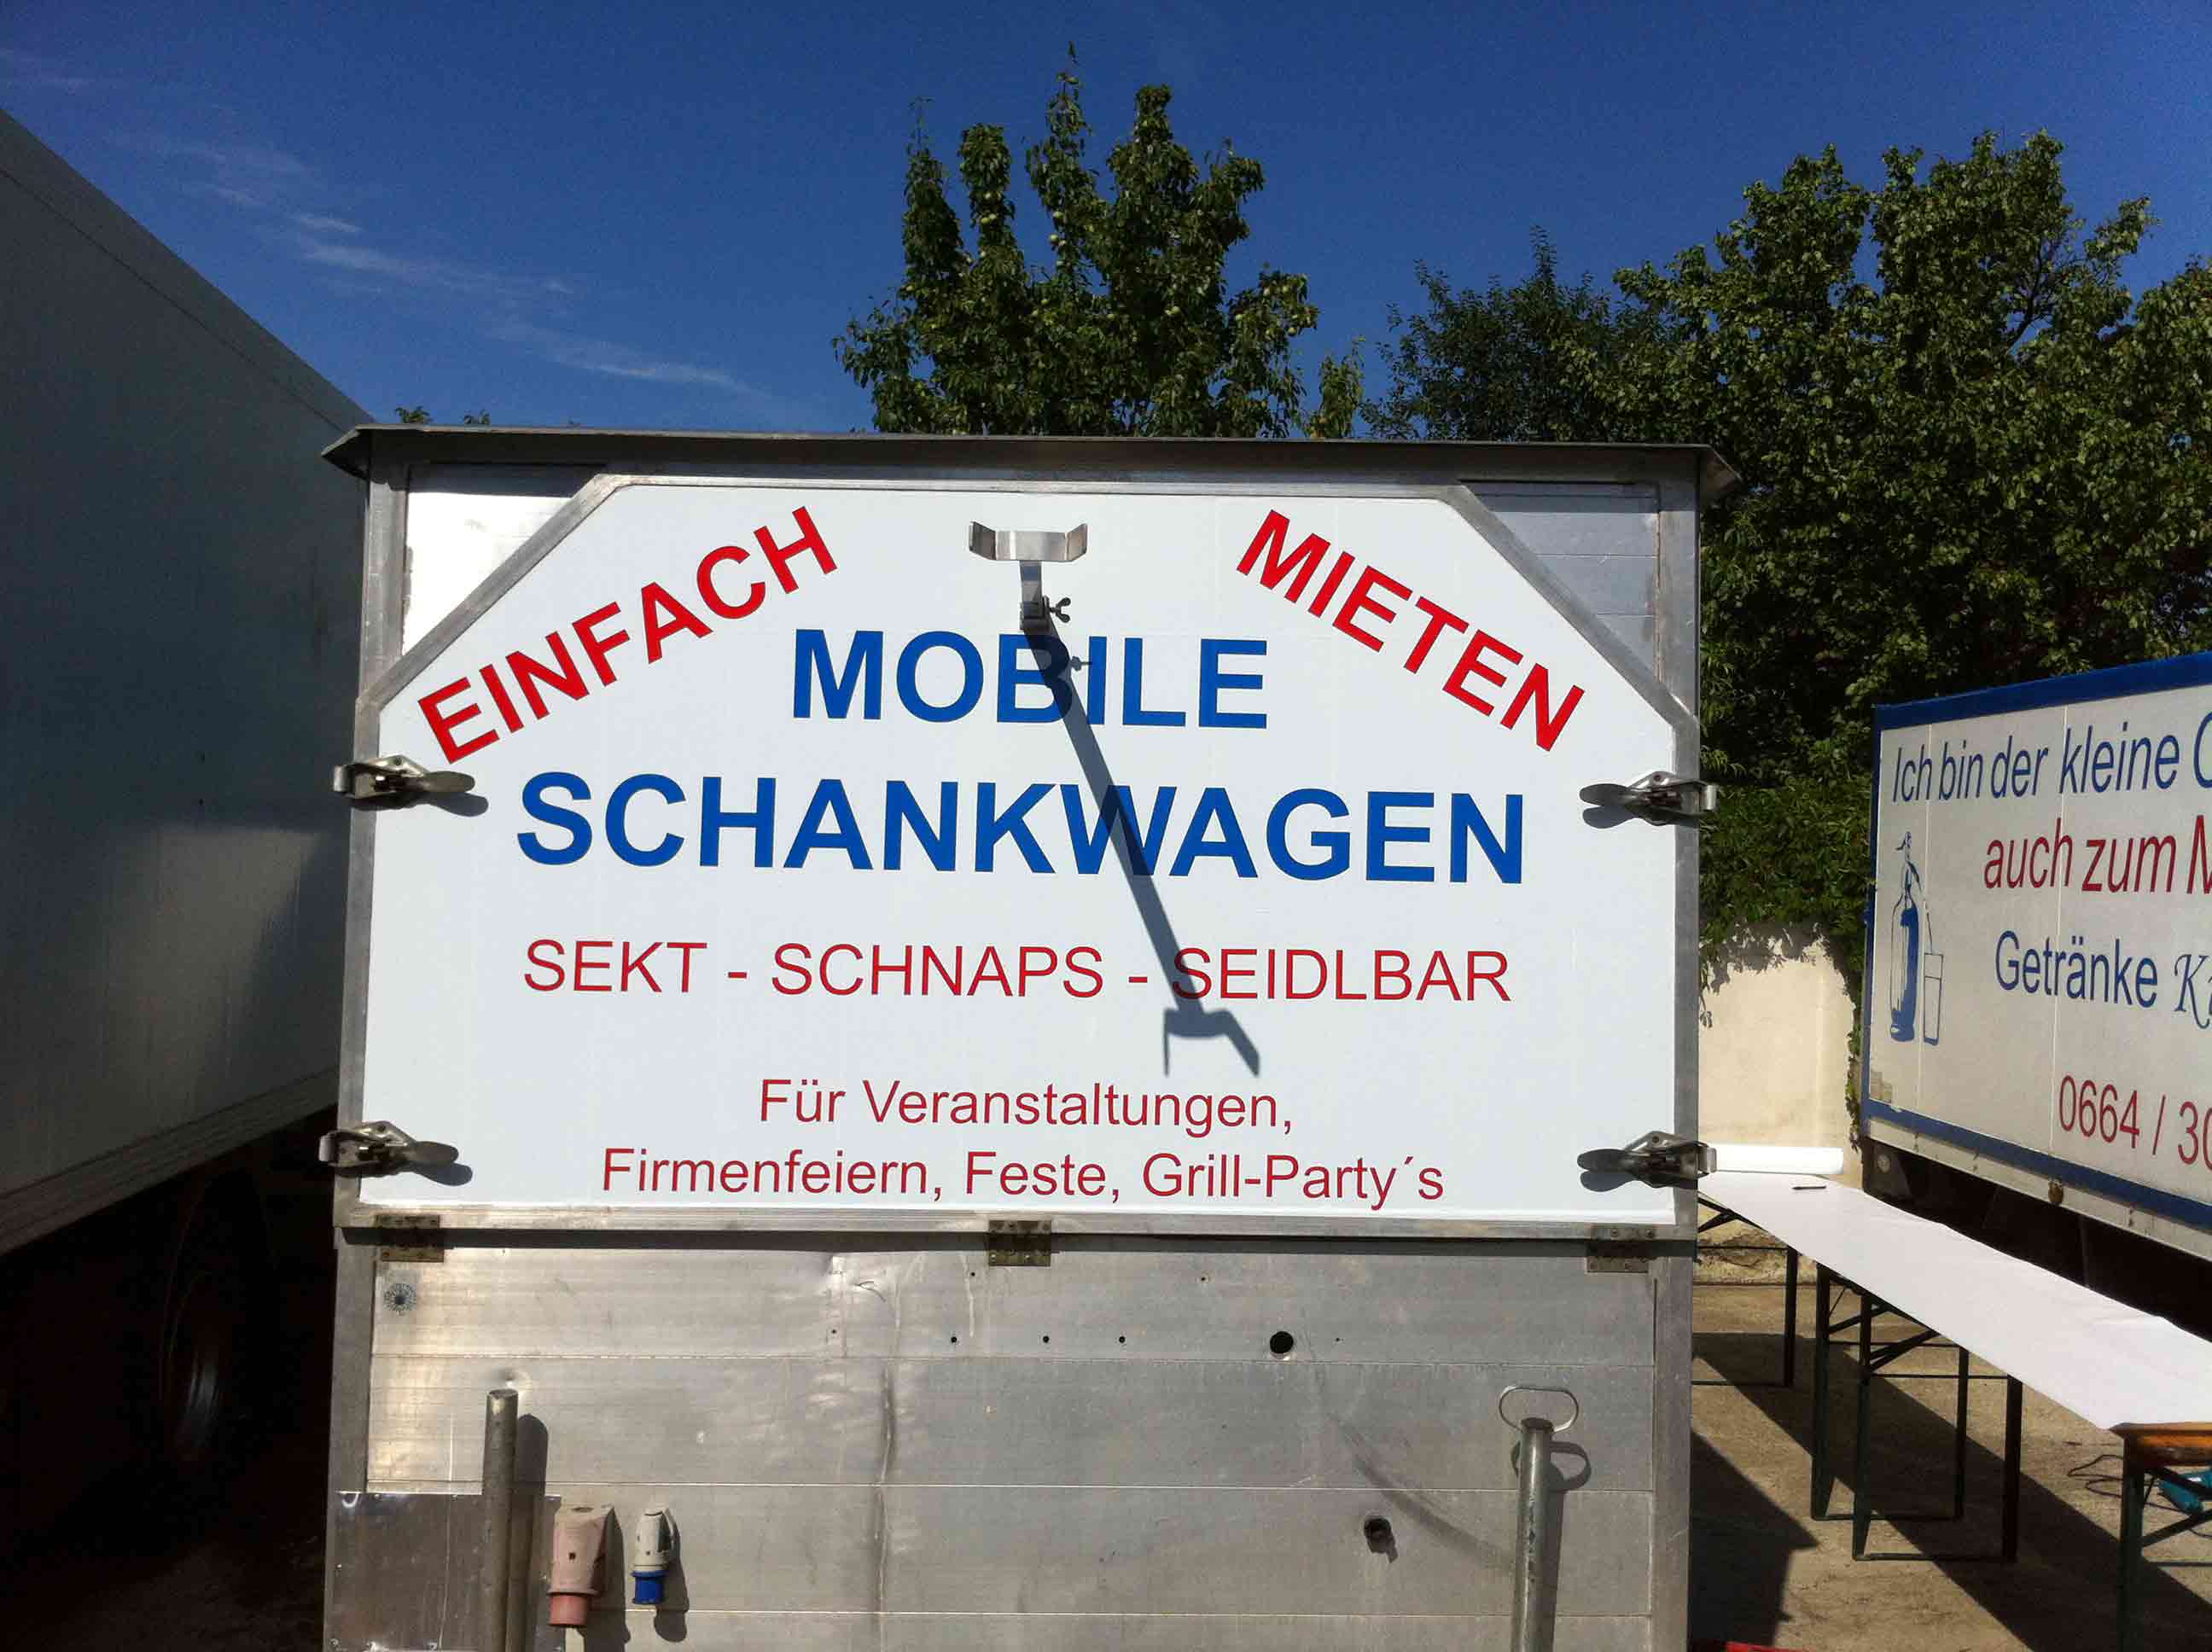 EINFACH MIETEN
MOBILE
SCHANKWAGEN
SEKT - SCHNAPS - SEIDLBAR
Für Veranstaltungen,
Firmenfeiern, Feste, Grill-Party´s
Ich bin der kleine
auch zum
Getränke
0664 / 30